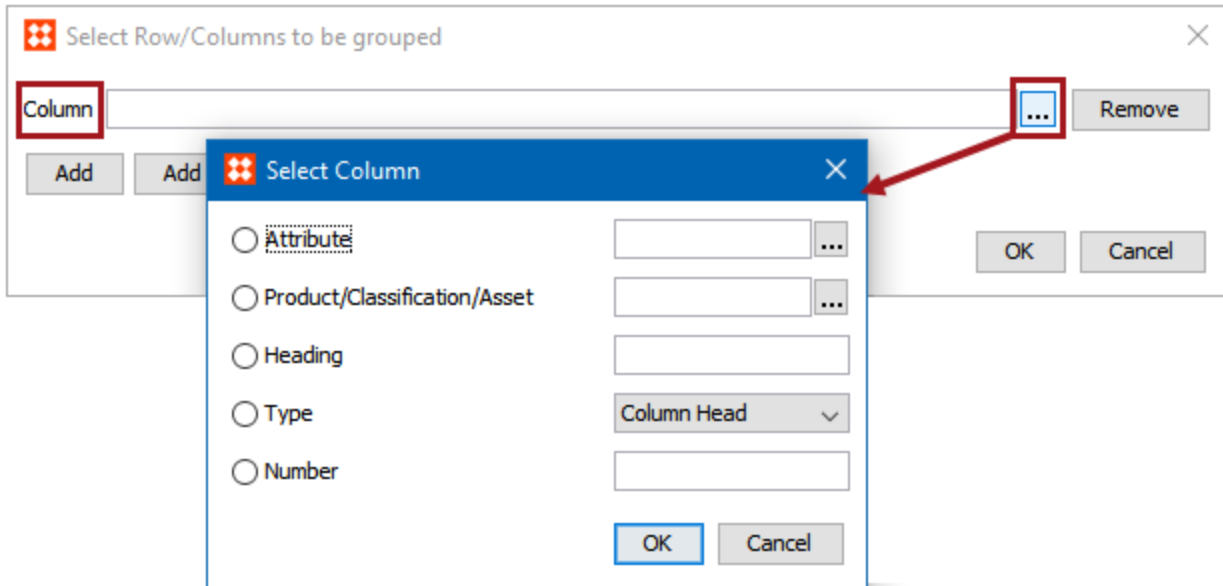 Select Row/Columns to be grouped
Column ... Remove
Add Add
Select Column
Attribute ...
Product/Classification/Asset ...
Heading
Type Column Head
Number
OK Cancel
OK Cancel